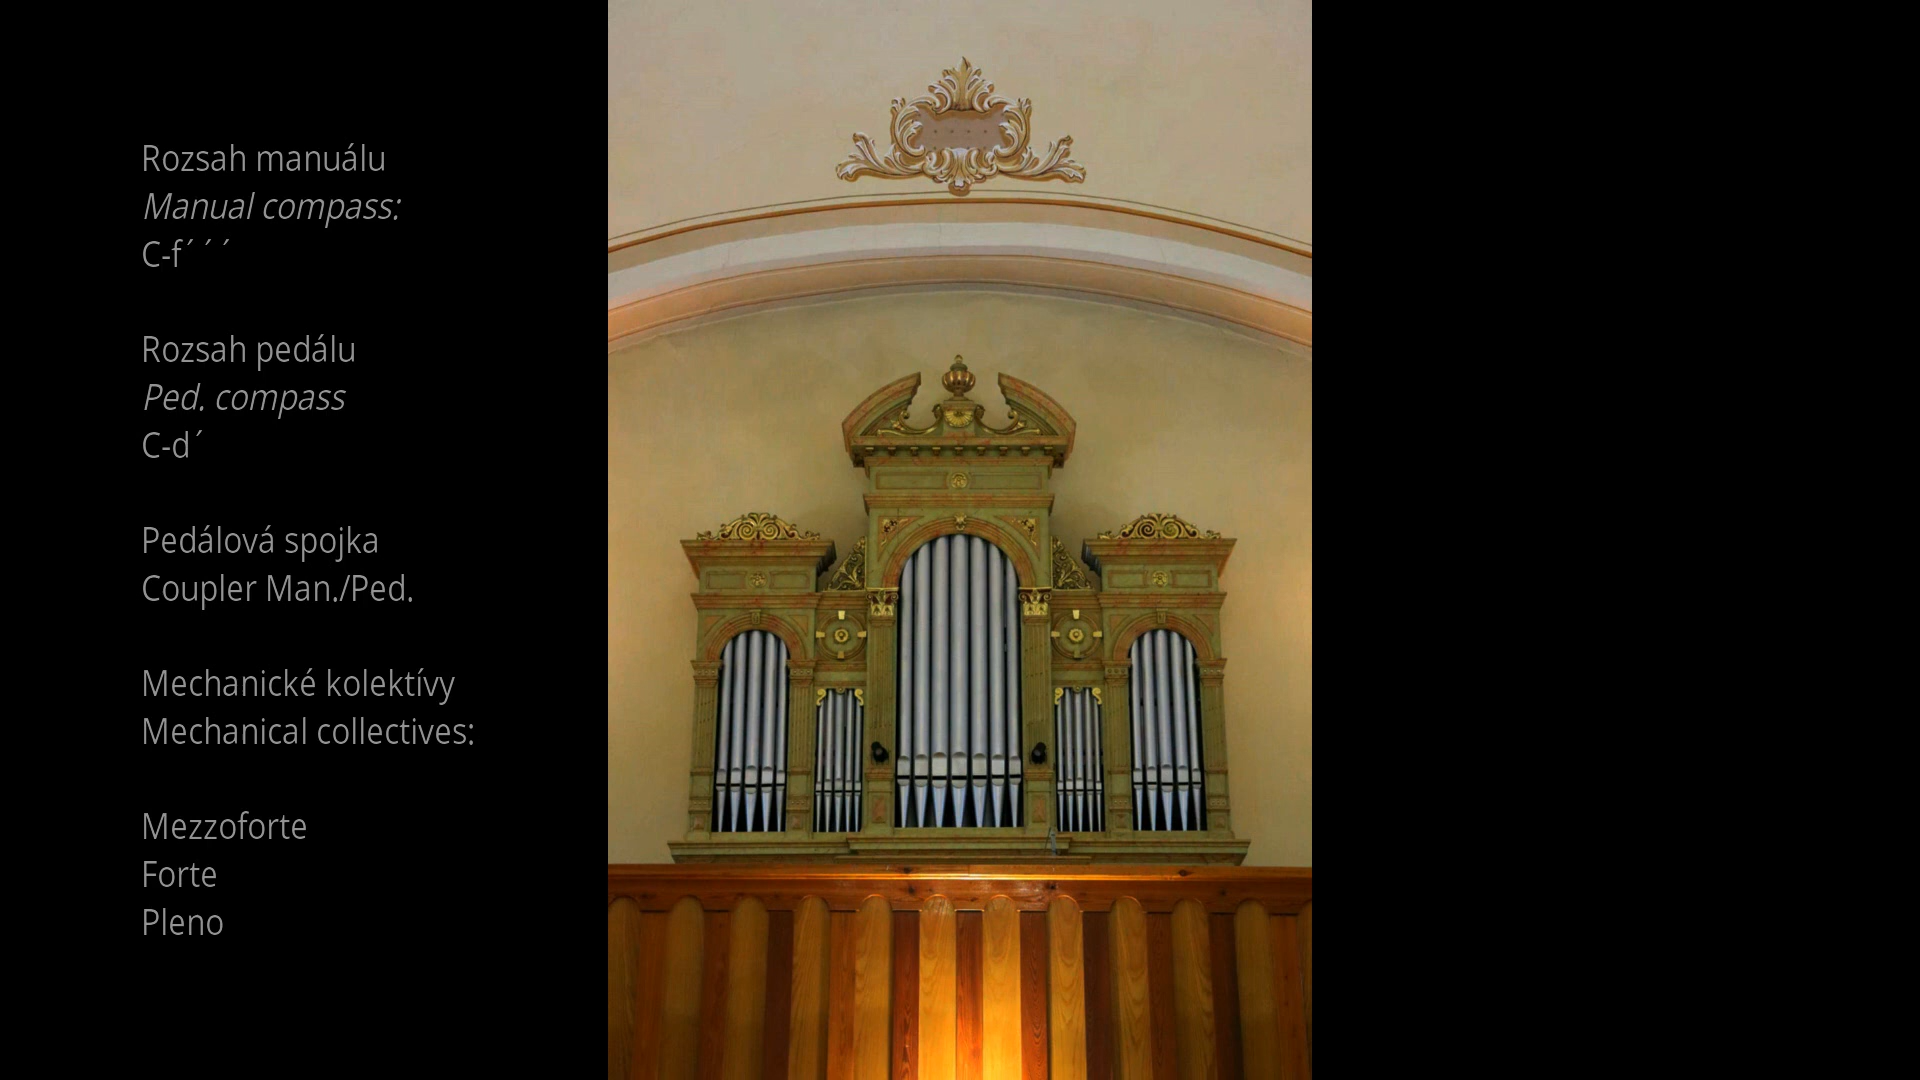 Rozsah manuálu
Manual compass:
C-f´´´
Rozsah pedálu
Ped. compass
C-d´
Pedálová spojka
Coupler Man./Ped.
Mechanické kolektívy
Mechanical collectives:
Mezzoforte
Forte
Pleno